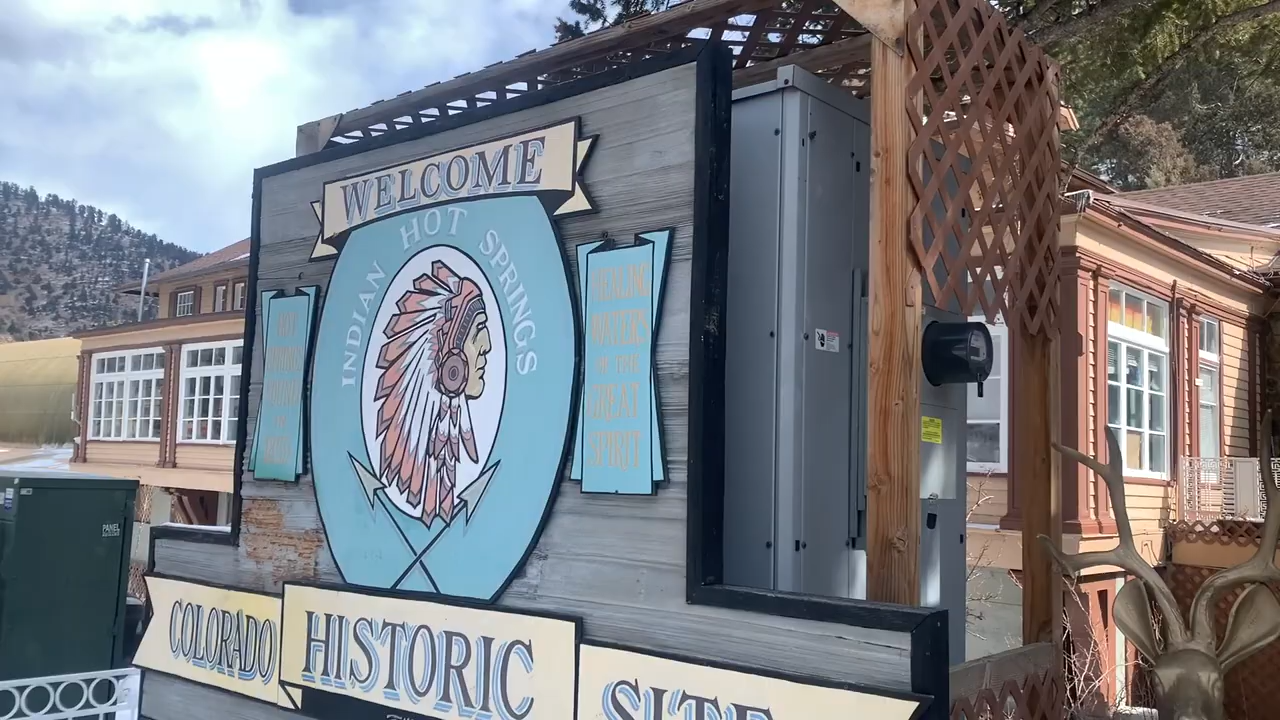 WELCOME
INDIAN HOT SPRINGS
HEALING
WATERS
OF THE
GREAT
SPIRIT
COLORADO
HISTORIC
SITE
PANEL